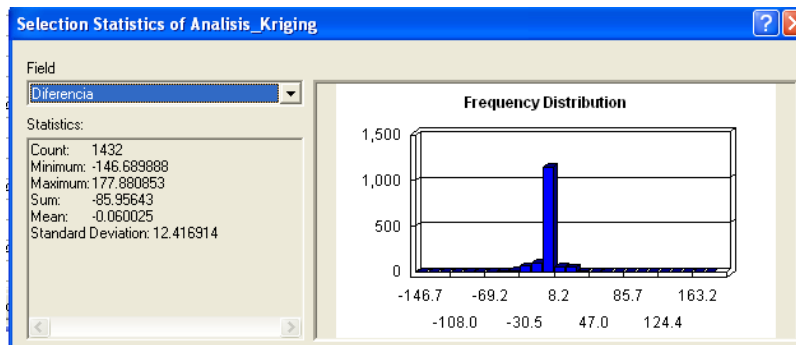 Selection Statistics of Analisis_Kriging
Field
Diferencia
Statistics:
Count: 1432
Minimum: -146.689888
Maximum: 177.880853
Sum: -85.95643
Mean: -0.060025
Standard Deviation: 12.416914
Frequency Distribution
1,500
1,000
500
0
-146.7 -69.2 8.2 85.7 163.2
-108.0 -30.5 47.0 124.4